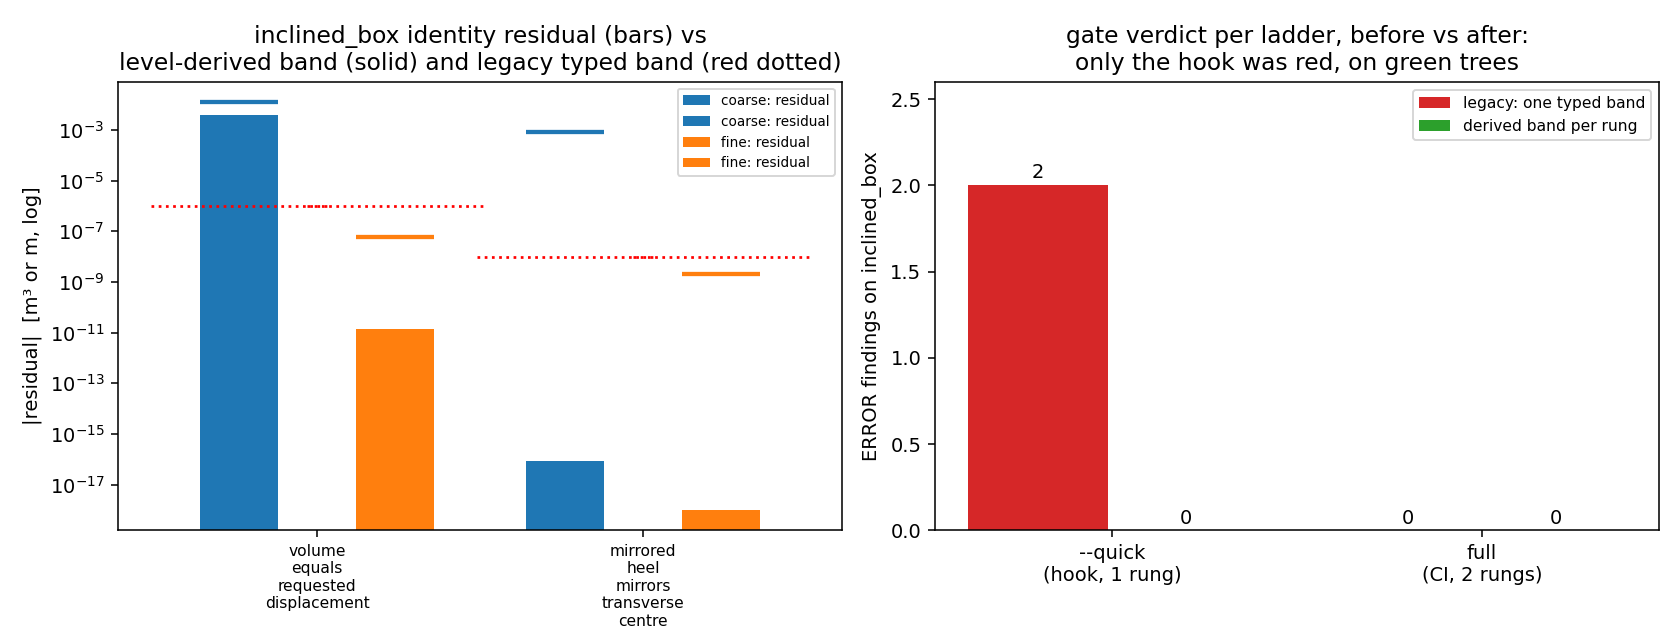 inclined_box identity residual (bars) vs
level-derived band (solid) and legacy typed band (red dotted)
|residual|  [m³ or m, log]
10⁻³
10⁻⁵
10⁻⁷
10⁻⁹
10⁻¹¹
10⁻¹³
10⁻¹⁵
10⁻¹⁷
coarse: residual
coarse: residual
fine: residual
fine: residual
volume
equals
requested
displacement
mirrored
heel
mirrors
transverse
centre
gate verdict per ladder, before vs after:
only the hook was red, on green trees
ERROR findings on inclined_box
2.5
2.0
1.5
1.0
0.5
0.0
legacy: one typed band
derived band per rung
2
0
0
0
--quick
(hook, 1 rung)
full
(CI, 2 rungs)